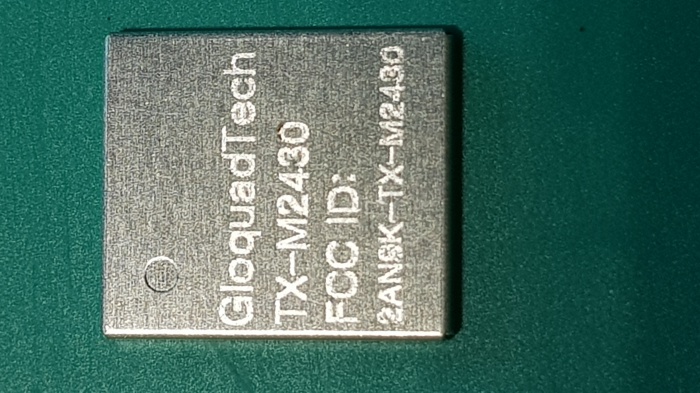 GloquadTech
TX-M2430
FCC ID:
2ANSK-TX-M2430